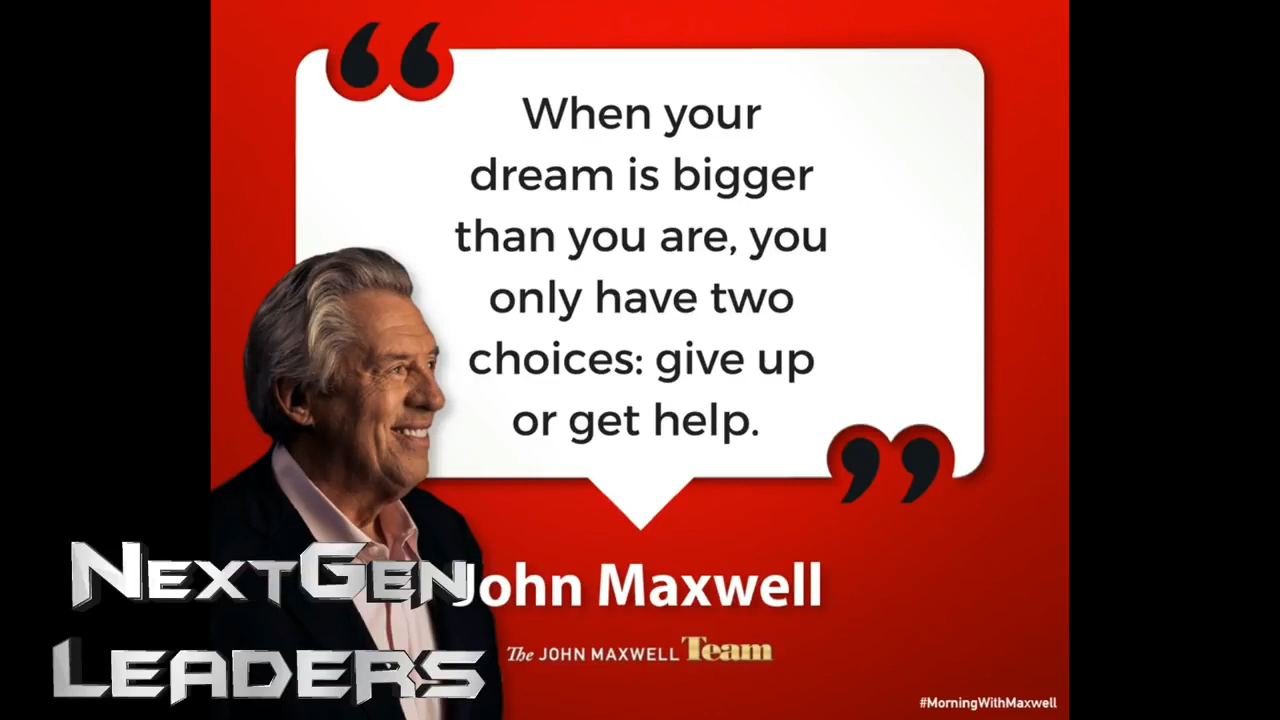 “
When your
dream is bigger
than you are, you
only have two
choices: give up
or get help.
”
John Maxwell
The JOHN MAXWELL Team
NEXTGEN
LEADERS
#MorningWithMaxwell